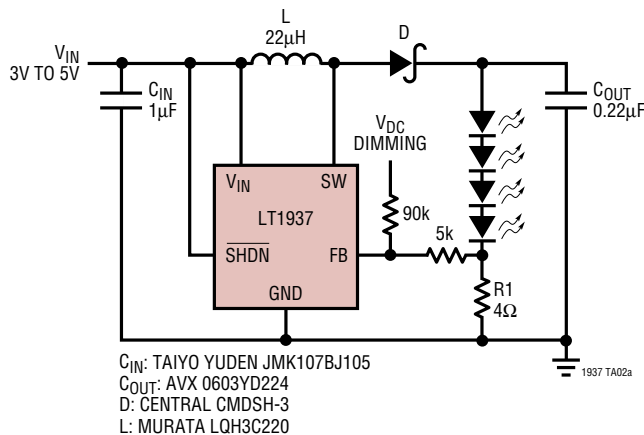 L
22µH
D
VIN
3V TO 5V
CIN
1µF
COUT
0.22µF
VDC
DIMMING
VIN
SW
LT1937
90k
5k
SHDN
FB
GND
R1
4Ω
CIN: TAIYO YUDEN JMK107BJ105
COUT: AVX 0603YD224
D: CENTRAL CMDSH-3
L: MURATA LQH3C220
1937 TA02a